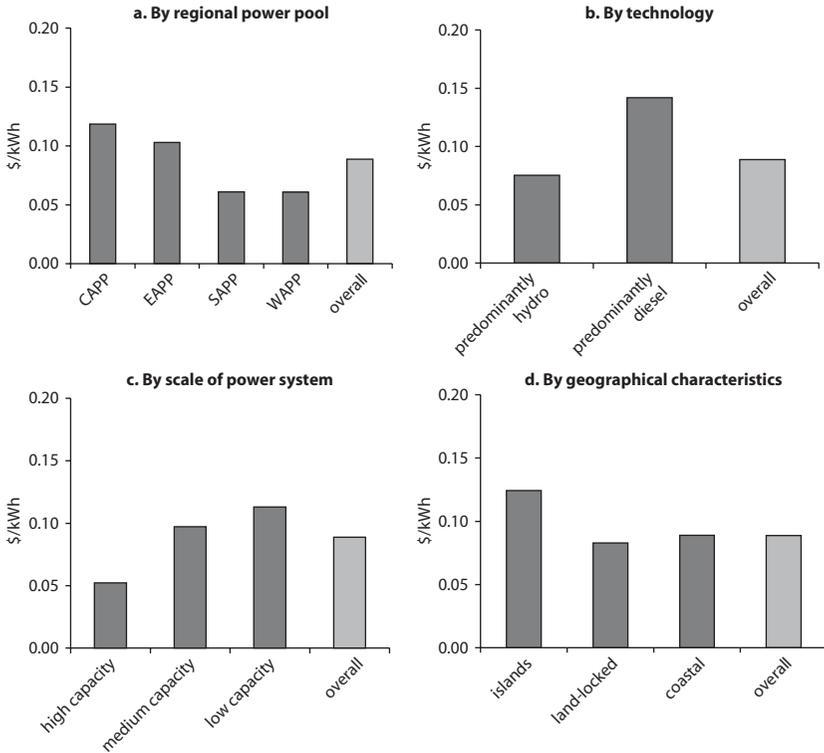 a. By regional power pool
0.20
0.15
0.10
0.05
0.00
$/kWh
CAPP
EAPP
SAPP
WAPP
overall
b. By technology
0.20
0.15
0.10
0.05
0.00
$/kWh
predominantly
hydro
predominantly
diesel
overall
c. By scale of power system
0.20
0.15
0.10
0.05
0.00
$/kWh
high capacity
medium capacity
low capacity
overall
d. By geographical characteristics
0.20
0.15
0.10
0.05
0.00
$/kWh
islands
land-locked
coastal
overall